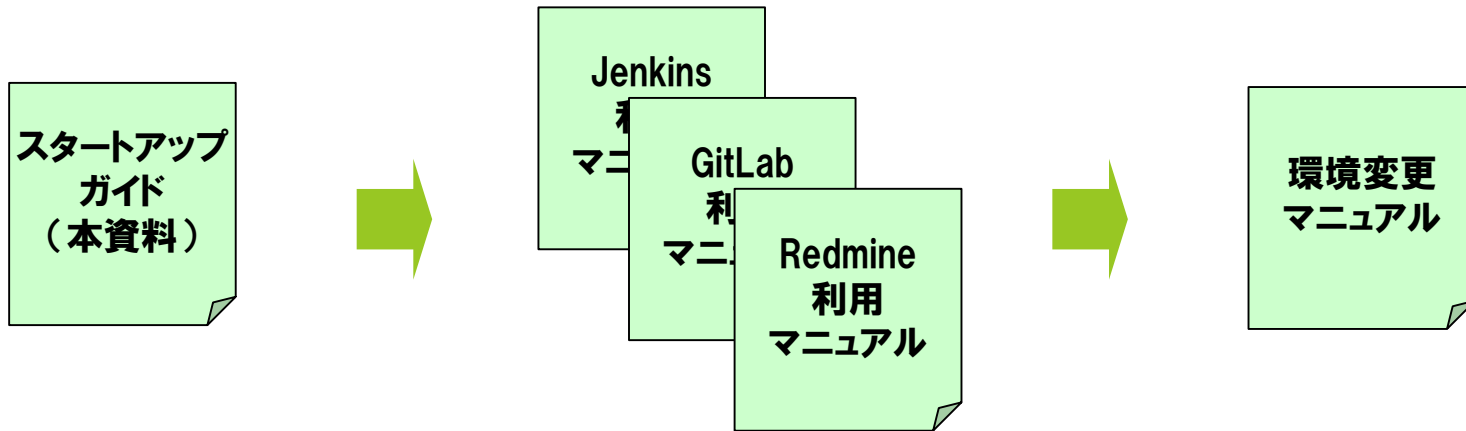 スタートアップ
ガイド
（本資料）
Jenkins
マニ
GitLab
利
マニ
Redmine
利用
マニュアル
環境変更
マニュアル